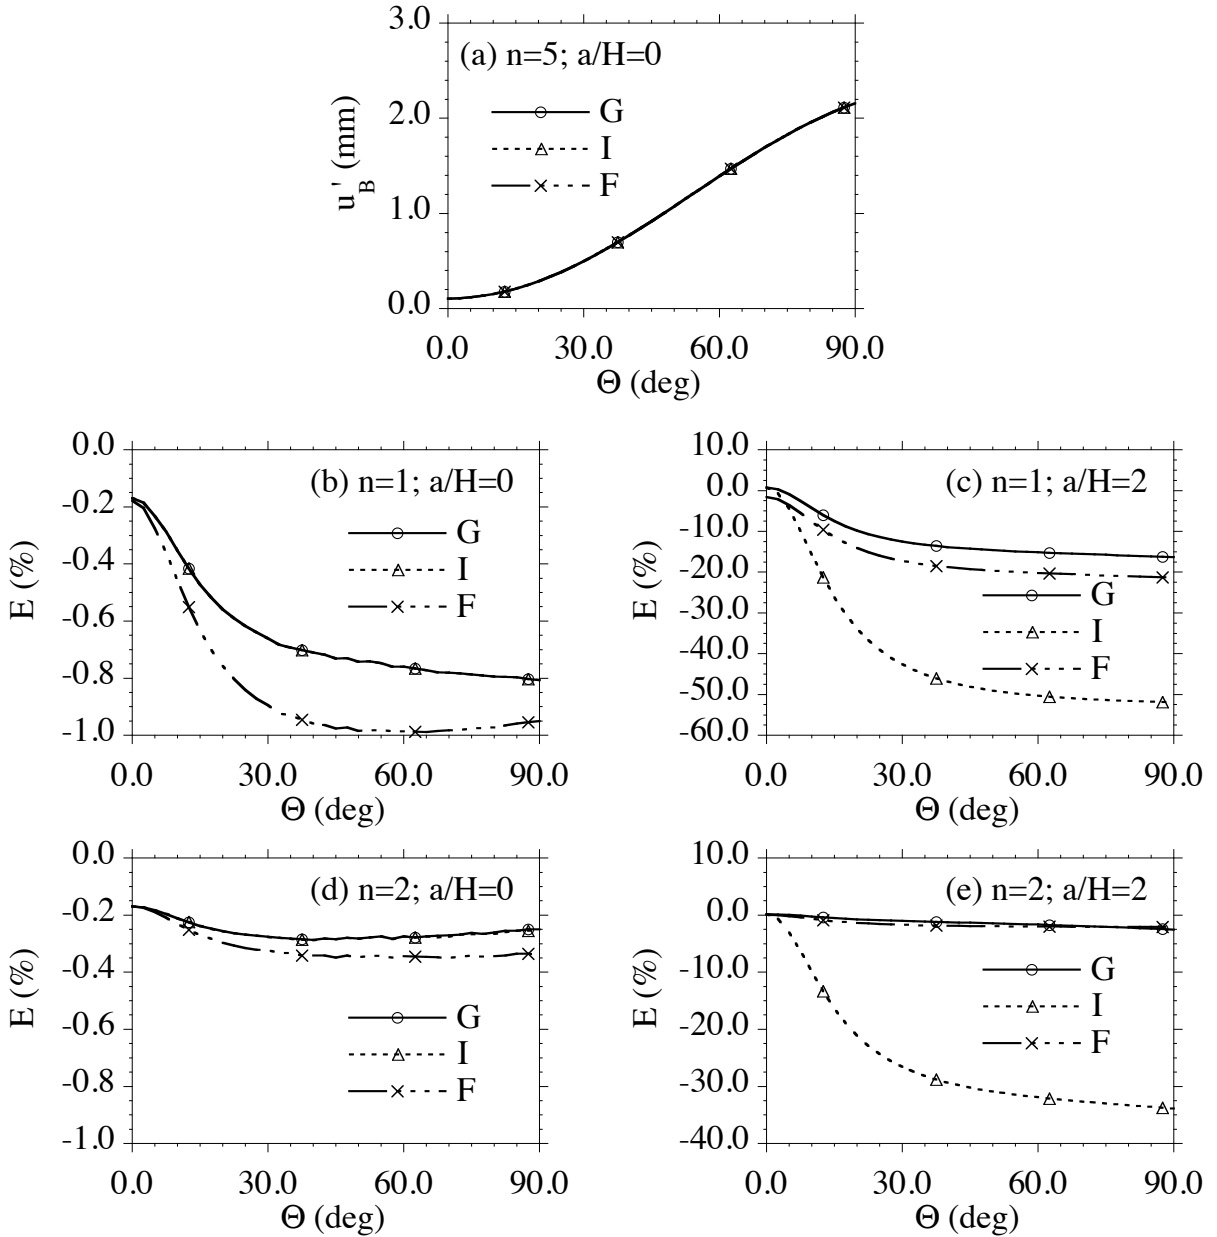 3.0
(a) n=5; a/H=0
G
I
F
2.0
1.0
0.0
u'B (mm)
0.0 30.0 60.0 90.0
Θ (deg)
0.0
(b) n=1; a/H=0
G
I
F
-0.2
-0.4
-0.6
-0.8
-1.0
E (%)
0.0 30.0 60.0 90.0
Θ (deg)
10.0
(c) n=1; a/H=2
0.0
-10.0
-20.0
-30.0
-40.0
-50.0
-60.0
G
I
F
E (%)
0.0 30.0 60.0 90.0
Θ (deg)
0.0
(d) n=2; a/H=0
-0.2
-0.4
-0.6
-0.8
-1.0
G
I
F
E (%)
0.0 30.0 60.0 90.0
Θ (deg)
10.0
(e) n=2; a/H=2
0.0
-10.0
-20.0
-30.0
-40.0
G
I
F
E (%)
0.0 30.0 60.0 90.0
Θ (deg)